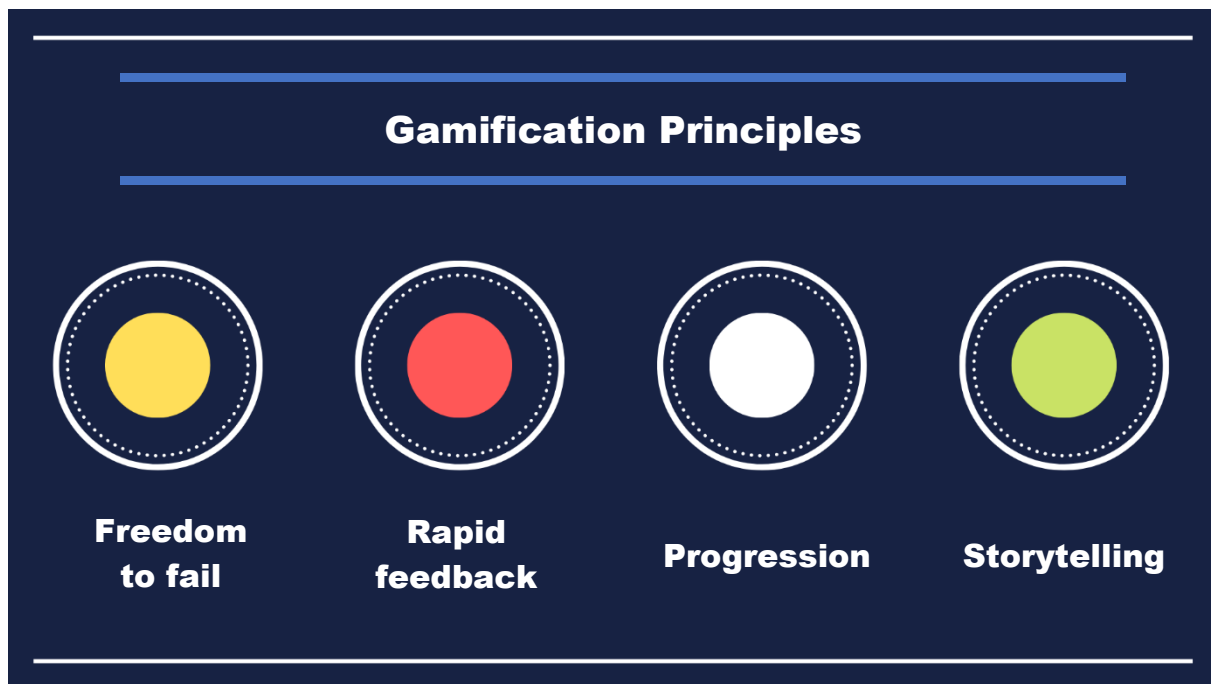 Gamification Principles
Freedom
to fail
Rapid
feedback
Progression
Storytelling